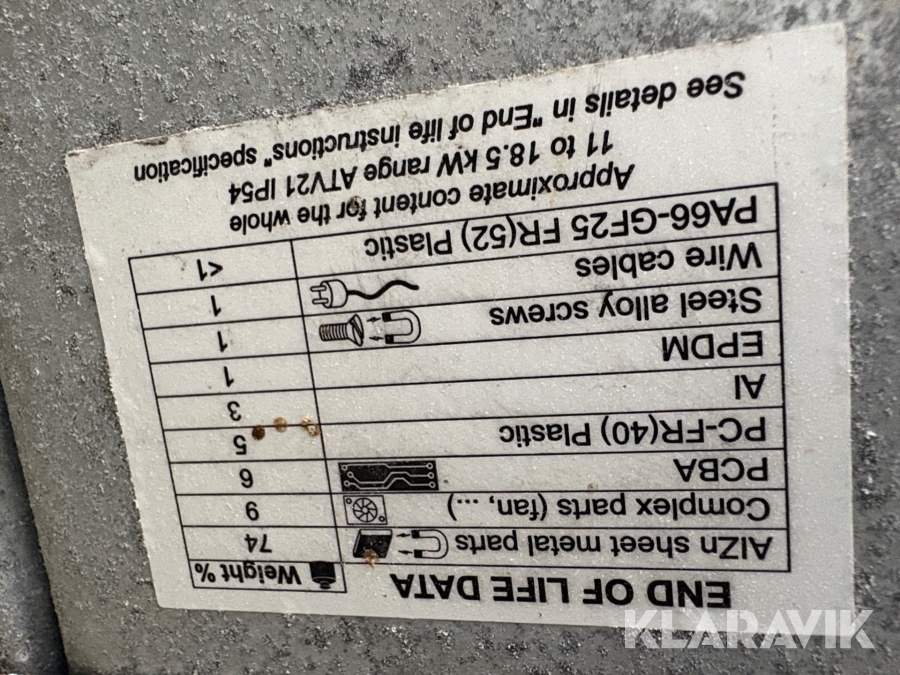 END OF LIFE DATA Weight %
AlZn sheet metal parts 74
Complex parts (fan, ...) 9
PCBA 6
PC-FR(40) Plastic 5
Al 3
EPDM 1
Steel alloy screws 1
Wire cables 1
PA66-GF25 FR(52) Plastic <1
Approximate content for the whole
11 to 18.5 kW range ATV21 IP54
See details in "End of life instructions" specification
KLARAVIK